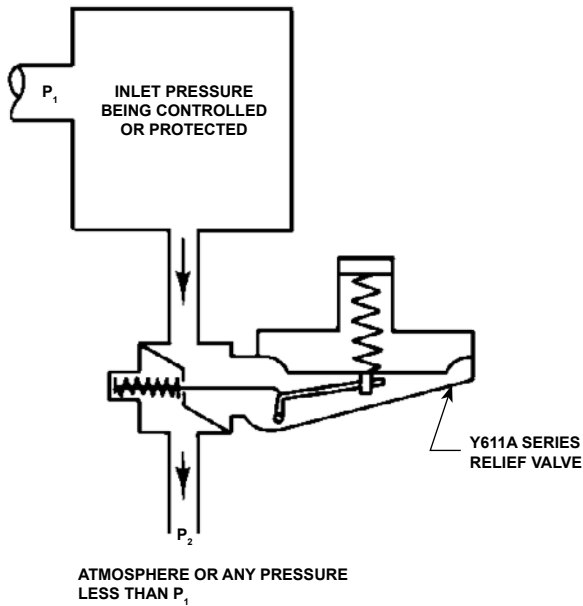 P1
INLET PRESSURE
BEING CONTROLLED
OR PROTECTED
Y611A SERIES
RELIEF VALVE
P2
ATMOSPHERE OR ANY PRESSURE
LESS THAN P1